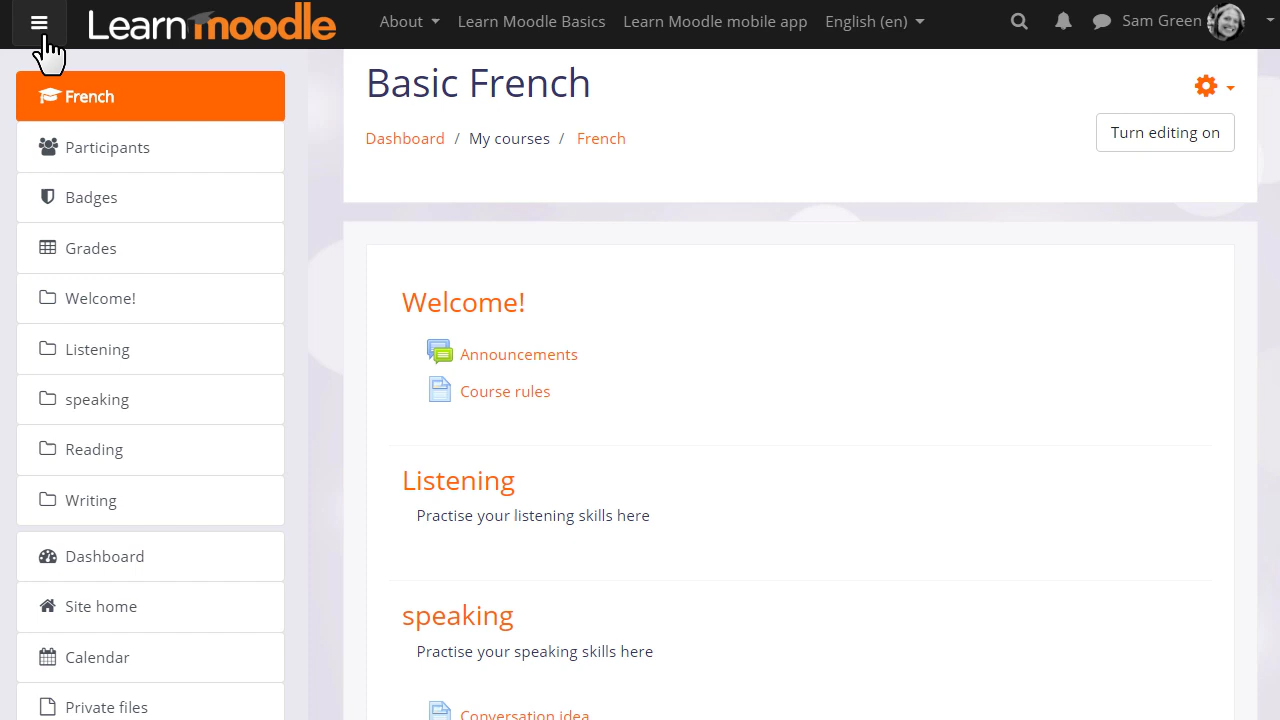 Learn moodle
About
Learn Moodle Basics
Learn Moodle mobile app
English (en)
Sam Green
French
Participants
Badges
Grades
Welcome!
Listening
speaking
Reading
Writing
Dashboard
Site home
Calendar
Private files
Basic French
Dashboard / My courses / French
Turn editing on
Welcome!
Announcements
Course rules
Listening
Practise your listening skills here
speaking
Practise your speaking skills here
Conversation idea